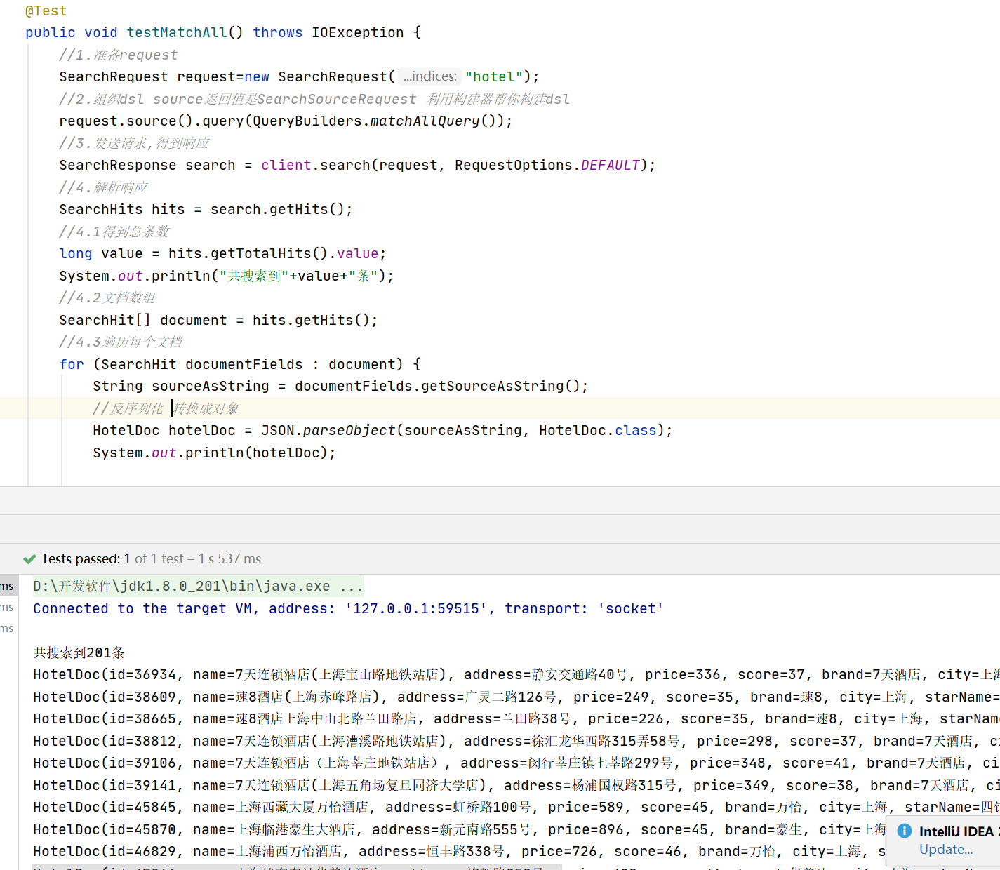 @Test
public void testMatchAll() throws IOException {
//1.准备request
SearchRequest request=new SearchRequest( ...indices: "hotel");
//2.组织dsl source返回值是SearchSourceRequest 利用构建器帮你构建dsl
request.source().query(QueryBuilders.matchAllQuery());
//3.发送请求,得到响应
SearchResponse search = client.search(request, RequestOptions.DEFAULT);
//4.解析响应
SearchHits hits = search.getHits();
//4.1得到总条数
long value = hits.getTotalHits().value;
System.out.println("共搜索到"+value+"条");
//4.2文档数组
SearchHit[] document = hits.getHits();
//4.3遍历每个文档
for (SearchHit documentFields : document) {
String sourceAsString = documentFields.getSourceAsString();
//反序列化 转换成对象
HotelDoc hotelDoc = JSON.parseObject(sourceAsString, HotelDoc.class);
System.out.println(hotelDoc);
Tests passed: 1 of 1 test – 1 s 537 ms
ms D:\开发软件\jdk1.8.0_201\bin\java.exe ...
ms Connected to the target VM, address: '127.0.0.1:59515', transport: 'socket'
ms
共搜索到201条
HotelDoc(id=36934, name=7天连锁酒店(上海宝山路地铁站店), address=静安交通路40号, price=336, score=37, brand=7天酒店, city=上海
HotelDoc(id=38609, name=速8酒店(上海赤峰路店), address=广灵二路126号, price=249, score=35, brand=速8, city=上海, starName=
HotelDoc(id=38665, name=速8酒店上海中山北路兰田路店, address=兰田路38号, price=226, score=35, brand=速8, city=上海, starNam
HotelDoc(id=38812, name=7天连锁酒店(上海漕溪路地铁站店), address=徐汇龙华西路315弄58号, price=298, score=37, brand=7天酒店, ci
HotelDoc(id=39106, name=7天连锁酒店（上海莘庄地铁站店）, address=闵行莘庄镇七莘路299号, price=348, score=41, brand=7天酒店, cit
HotelDoc(id=39141, name=7天连锁酒店(上海五角场复旦同济大学店), address=杨浦国权路315号, price=349, score=38, brand=7天酒店, ci
HotelDoc(id=45845, name=上海西藏大厦万怡酒店, address=虹桥路100号, price=589, score=45, brand=万怡, city=上海, starName=四钻
HotelDoc(id=45870, name=上海临港豪生大酒店, address=新元南路555号, price=896, score=45, brand=豪生, city=上海
HotelDoc(id=46829, name=上海浦西万怡酒店, address=恒丰路338号, price=726, score=46, brand=万怡, city=上海, s
IntelliJ IDEA 2
Update...